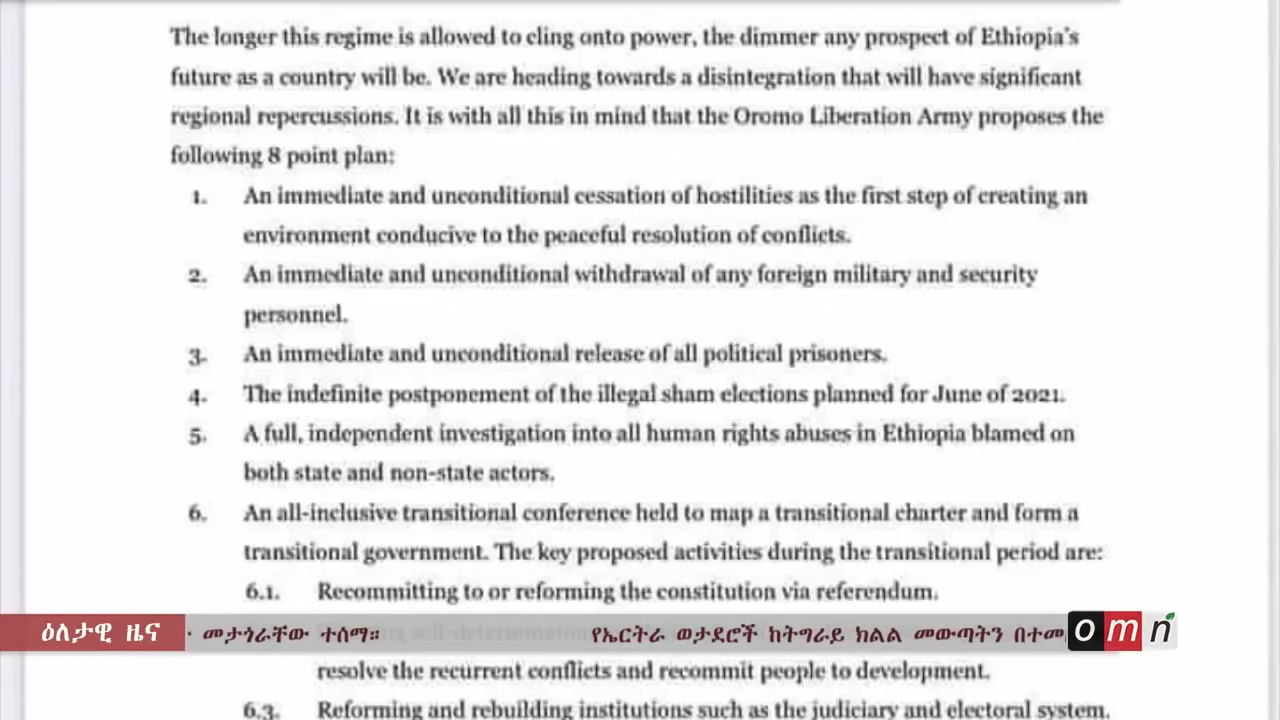 The longer this regime is allowed to cling onto power, the dimmer any prospect of Ethiopia's
future as a country will be. We are heading towards a disintegration that will have significant
regional repercussions. It is with all this in mind that the Oromo Liberation Army proposes the
following 8 point plan:
1. An immediate and unconditional cessation of hostilities as the first step of creating an
environment conducive to the peaceful resolution of conflicts.
2. An immediate and unconditional withdrawal of any foreign military and security
personnel.
3. An immediate and unconditional release of all political prisoners.
4. The indefinite postponement of the illegal sham elections planned for June of 2021.
5. A full, independent investigation into all human rights abuses in Ethiopia blamed on
both state and non-state actors.
6. An all-inclusive transitional conference held to map a transitional charter and form a
transitional government. The key proposed activities during the transitional period are:
6.1. Recommitting to or reforming the constitution via referendum.
self-determination
ዕለታዊ ዜና · መታጎራቸው ተሰማ። የኤርትራ ወታደሮች ከትግራይ ክልል መውጣትን በተመ omn
resolve the recurrent conflicts and recommit people to development.
6.3. Reforming and rebuilding institutions such as the judiciary and electoral system,